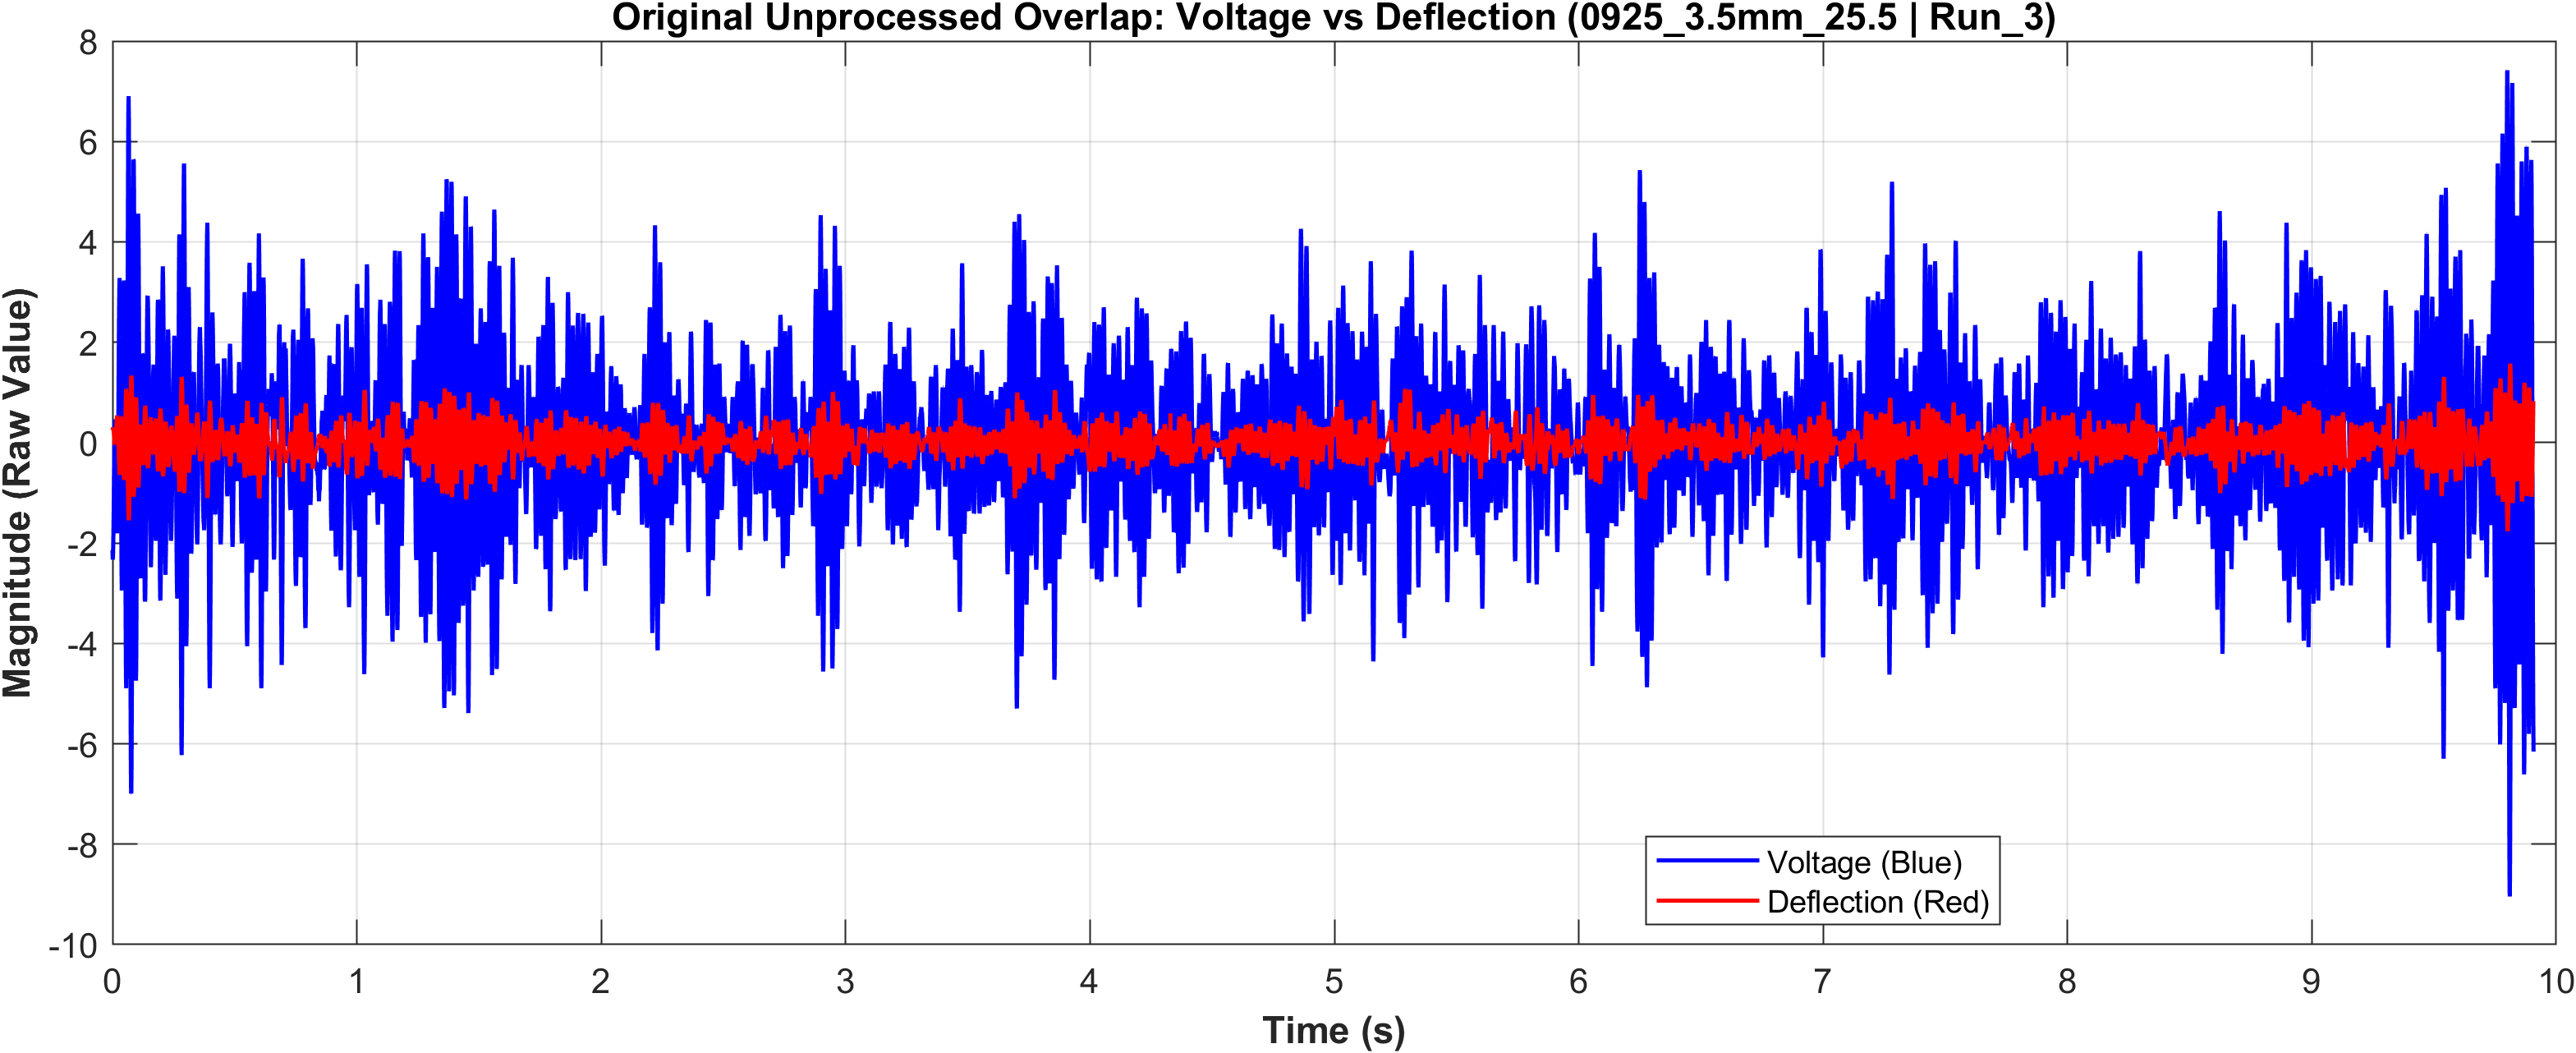 Original Unprocessed Overlap: Voltage vs Deflection (0925_3.5mm_25.5 | Run_3)
Magnitude (Raw Value)
8
6
4
2
0
-2
-4
-6
-8
-10
Voltage (Blue)
Deflection (Red)
0 1 2 3 4 5 6 7 8 9 10
Time (s)